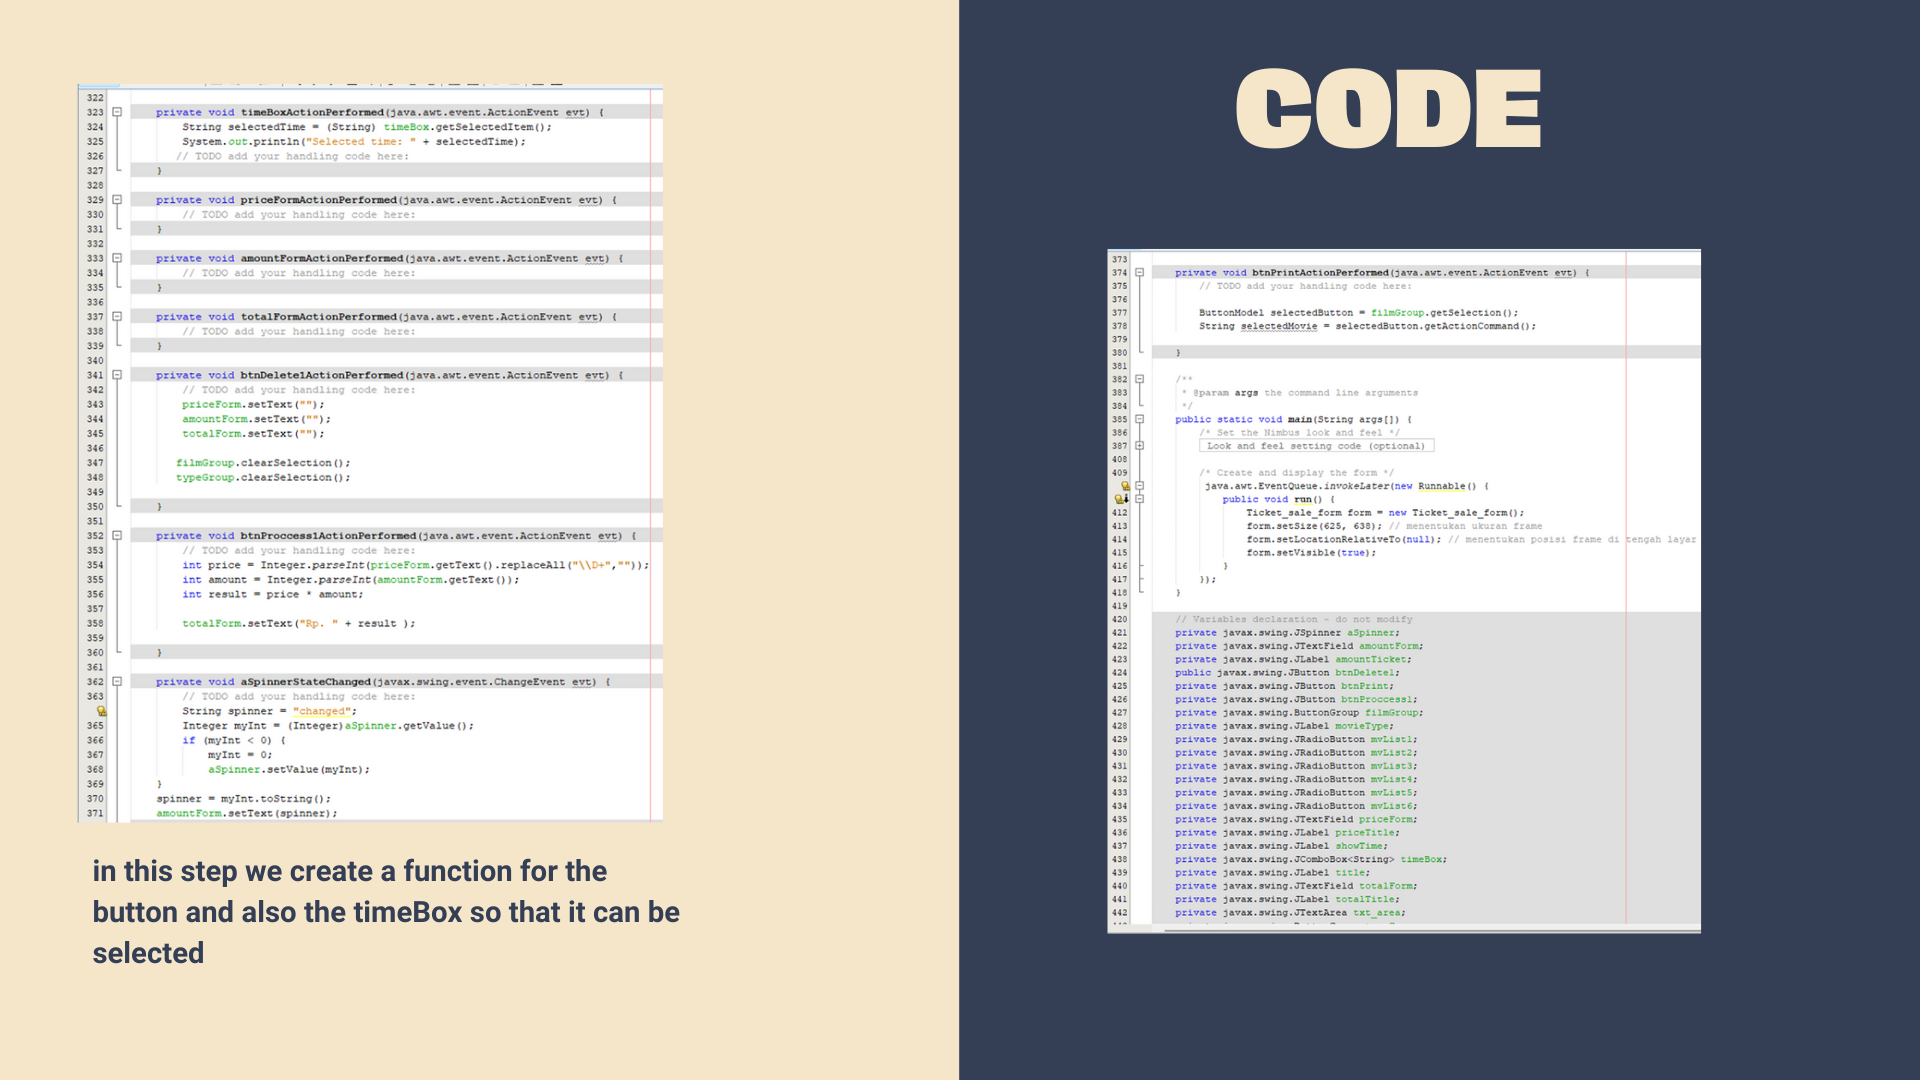 322
323 private void timeBoxActionPerformed(java.awt.event.ActionEvent evt) {
324 String selectedTime = (String) timeBox.getSelectedItem();
325 System.out.println("Selected time: " + selectedTime);
326 // TODO add your handling code here:
327 }
328
329 private void priceFormActionPerformed(java.awt.event.ActionEvent evt) {
330 // TODO add your handling code here:
331 }
332
333 private void amountFormActionPerformed(java.awt.event.ActionEvent evt) {
334 // TODO add your handling code here:
335 }
336
337 private void totalFormActionPerformed(java.awt.event.ActionEvent evt) {
338 // TODO add your handling code here:
339 }
340
341 private void btnDelete1ActionPerformed(java.awt.event.ActionEvent evt) {
342 // TODO add your handling code here:
343 priceForm.setText("");
344 amountForm.setText("");
345 totalForm.setText("");
346
347 filmGroup.clearSelection();
348 typeGroup.clearSelection();
349
350 }
351
352 private void btnProccess1ActionPerformed(java.awt.event.ActionEvent evt) {
353 // TODO add your handling code here:
354 int price = Integer.parseInt(priceForm.getText().replaceAll("\\D+",""));
355 int amount = Integer.parseInt(amountForm.getText());
356 int result = price * amount;
357
358 totalForm.setText("Rp. " + result );
359
360 }
361
362 private void aSpinnerStateChanged(javax.swing.event.ChangeEvent evt) {
363 // TODO add your handling code here:
String spinner = "changed";
365 Integer myInt = (Integer)aSpinner.getValue();
366 if (myInt < 0) {
367 myInt = 0;
368 aSpinner.setValue(myInt);
369 }
370 spinner = myInt.toString();
371 amountForm.setText(spinner);
in this step we create a function for the
button and also the timeBox so that it can be
selected
CODE
373
374 private void btnPrintActionPerformed(java.awt.event.ActionEvent evt) {
375 // TODO add your handling code here:
376
377 ButtonModel selectedButton = filmGroup.getSelection();
378 String selectedMovie = selectedButton.getActionCommand();
379
380 }
381
382 /**
383 * @param args the command line arguments
384 */
385 public static void main(String args[]) {
386 /* Set the Nimbus look and feel */
387 Look and feel setting code (optional)
408
409 /* Create and display the form */
java.awt.EventQueue.invokeLater(new Runnable() {
public void run() {
412 Ticket_sale_form form = new Ticket_sale_form();
413 form.setSize(625, 638); // menentukan ukuran frame
414 form.setLocationRelativeTo(null); // menentukan posisi frame di tengah layar
415 form.setVisible(true);
416 }
417 });
418 }
419
420 // Variables declaration - do not modify
421 private javax.swing.JSpinner aSpinner;
422 private javax.swing.JTextField amountForm;
423 private javax.swing.JLabel amountTicket;
424 public javax.swing.JButton btnDelete1;
425 private javax.swing.JButton btnPrint;
426 private javax.swing.JButton btnProccess1;
427 private javax.swing.ButtonGroup filmGroup;
428 private javax.swing.JLabel movieType;
429 private javax.swing.JRadioButton mvList1;
430 private javax.swing.JRadioButton mvList2;
431 private javax.swing.JRadioButton mvList3;
432 private javax.swing.JRadioButton mvList4;
433 private javax.swing.JRadioButton mvList5;
434 private javax.swing.JRadioButton mvList6;
435 private javax.swing.JTextField priceForm;
436 private javax.swing.JLabel priceTitle;
437 private javax.swing.JLabel showTime;
438 private javax.swing.JComboBox<String> timeBox;
439 private javax.swing.JLabel title;
440 private javax.swing.JTextField totalForm;
441 private javax.swing.JLabel totalTitle;
442 private javax.swing.JTextArea txt_area;